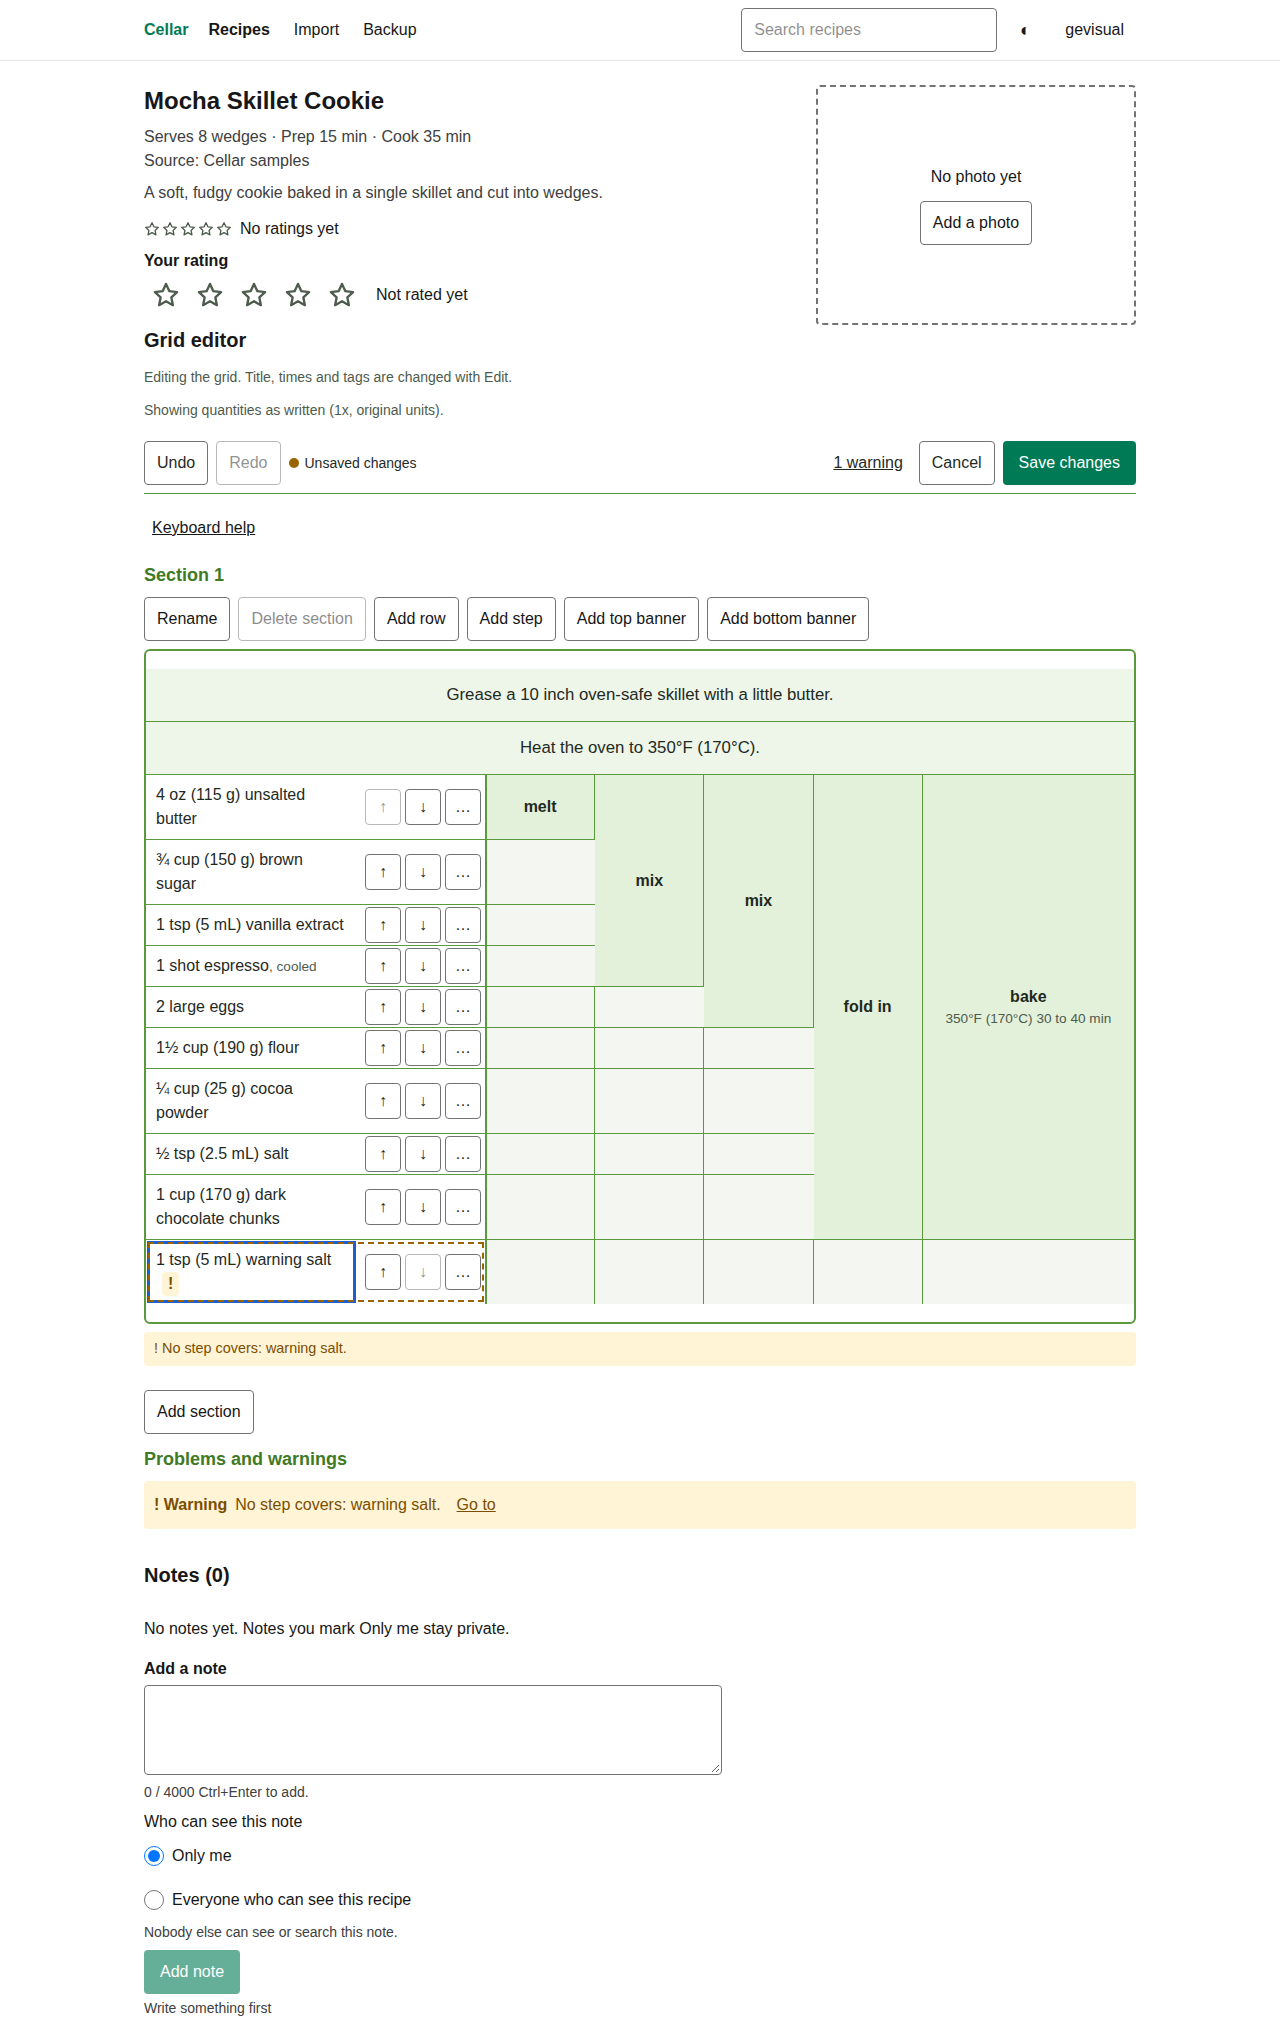 Cellar Recipes Import Backup Search recipes gevisual
Mocha Skillet Cookie
Serves 8 wedges · Prep 15 min · Cook 35 min
Source: Cellar samples
A soft, fudgy cookie baked in a single skillet and cut into wedges.
No ratings yet
Your rating
Not rated yet
No photo yet
Add a photo
Grid editor
Editing the grid. Title, times and tags are changed with Edit.
Showing quantities as written (1x, original units).
Undo Redo Unsaved changes 1 warning Cancel Save changes
Keyboard help
Section 1
Rename Delete section Add row Add step Add top banner Add bottom banner
Grease a 10 inch oven-safe skillet with a little butter.
Heat the oven to 350°F (170°C).
4 oz (115 g) unsalted
butter
↑ ↓ …
melt
¾ cup (150 g) brown
sugar
↑ ↓ …
mix
mix
1 tsp (5 mL) vanilla extract ↑ ↓ …
1 shot espresso, cooled ↑ ↓ …
2 large eggs ↑ ↓ …
fold in
bake
350°F (170°C) 30 to 40 min
1½ cup (190 g) flour ↑ ↓ …
¼ cup (25 g) cocoa
powder
↑ ↓ …
½ tsp (2.5 mL) salt ↑ ↓ …
1 cup (170 g) dark
chocolate chunks
↑ ↓ …
1 tsp (5 mL) warning salt
!
↑ ↓ …
! No step covers: warning salt.
Add section
Problems and warnings
! Warning No step covers: warning salt. Go to
Notes (0)
No notes yet. Notes you mark Only me stay private.
Add a note
0 / 4000 Ctrl+Enter to add.
Who can see this note
Only me
Everyone who can see this recipe
Nobody else can see or search this note.
Add note
Write something first